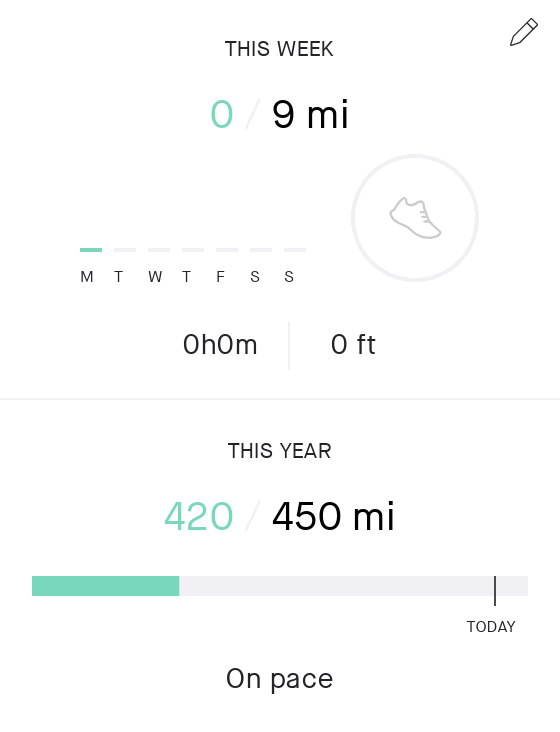 THIS WEEK
0 / 9 mi
M T W T F S S
0h0m 0 ft
THIS YEAR
420 / 450 mi
TODAY
On pace